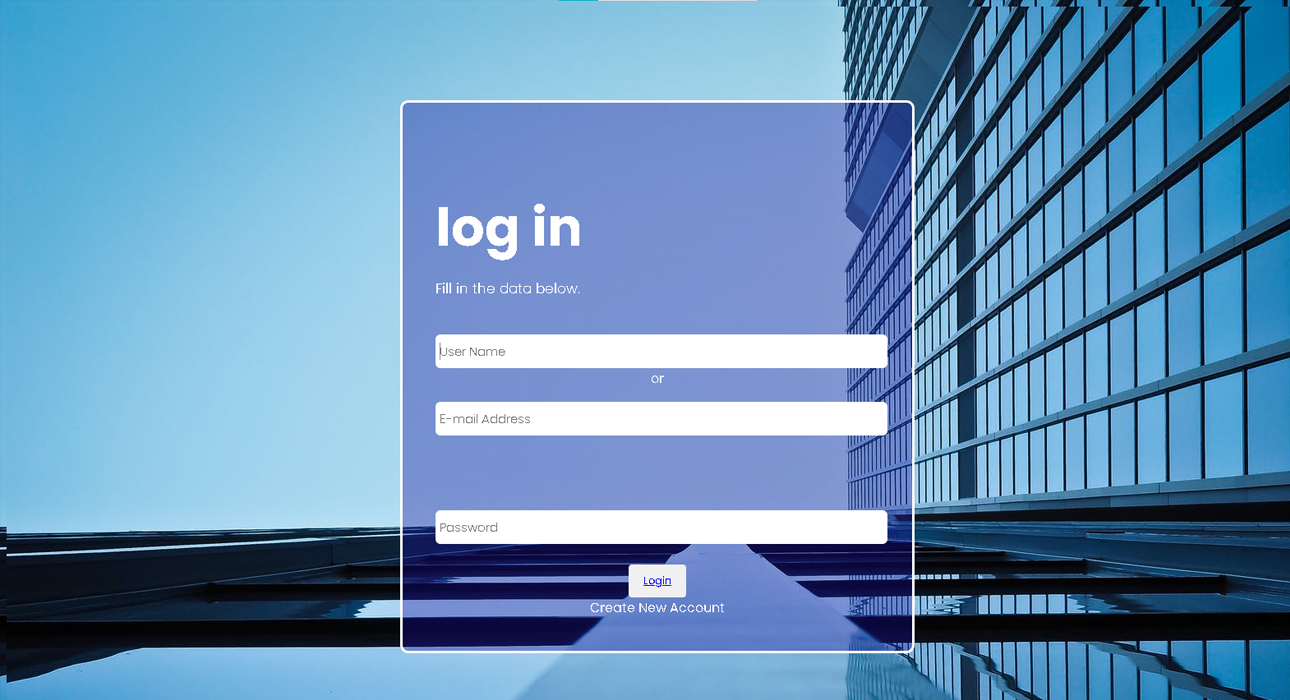 log in
Fill in the data below.
User Name
or
E-mail Address
Password
Login
Create New Account